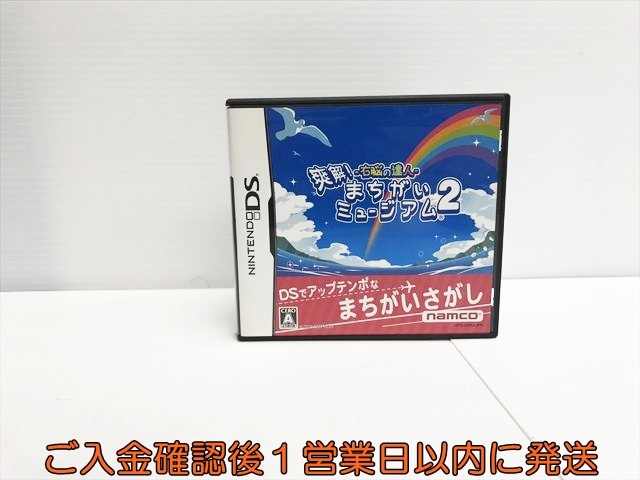 NINTENDO DS
-右脳の達人-
爽解!
まちがい
ミュージアム2
DSでアップテンポな
まちがいさがし
namco
CERO
A
ご入金確認後1営業日以内に発送